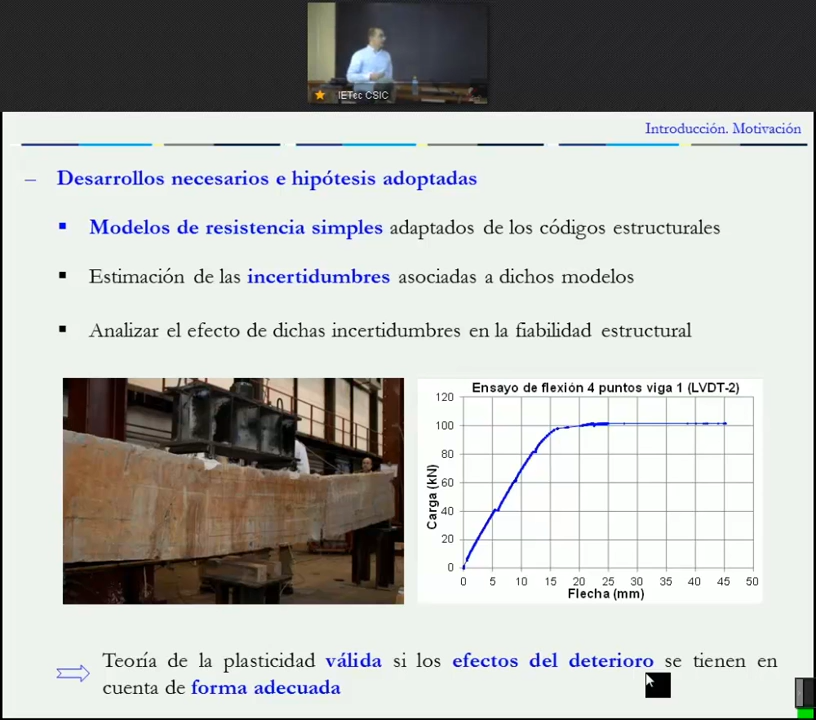 IETcc CSIC
Introducción. Motivación
– Desarrollos necesarios e hipótesis adoptadas
▪ Modelos de resistencia simples adaptados de los códigos estructurales
▪ Estimación de las incertidumbres asociadas a dichos modelos
▪ Analizar el efecto de dichas incertidumbres en la fiabilidad estructural
Ensayo de flexión 4 puntos viga 1 (LVDT-2)
Carga (kN)
120
100
80
60
40
20
0
0 5 10 15 20 25 30 35 40 45 50
Flecha (mm)
Teoría de la plasticidad válida si los efectos del deterioro se tienen en
cuenta de forma adecuada